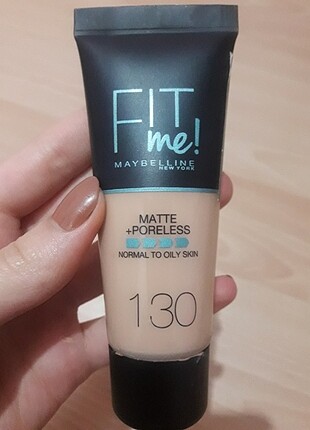 FIT
me!
MAYBELLINE
NEW YORK
MATTE
+PORELESS
NORMAL TO OILY SKIN
130